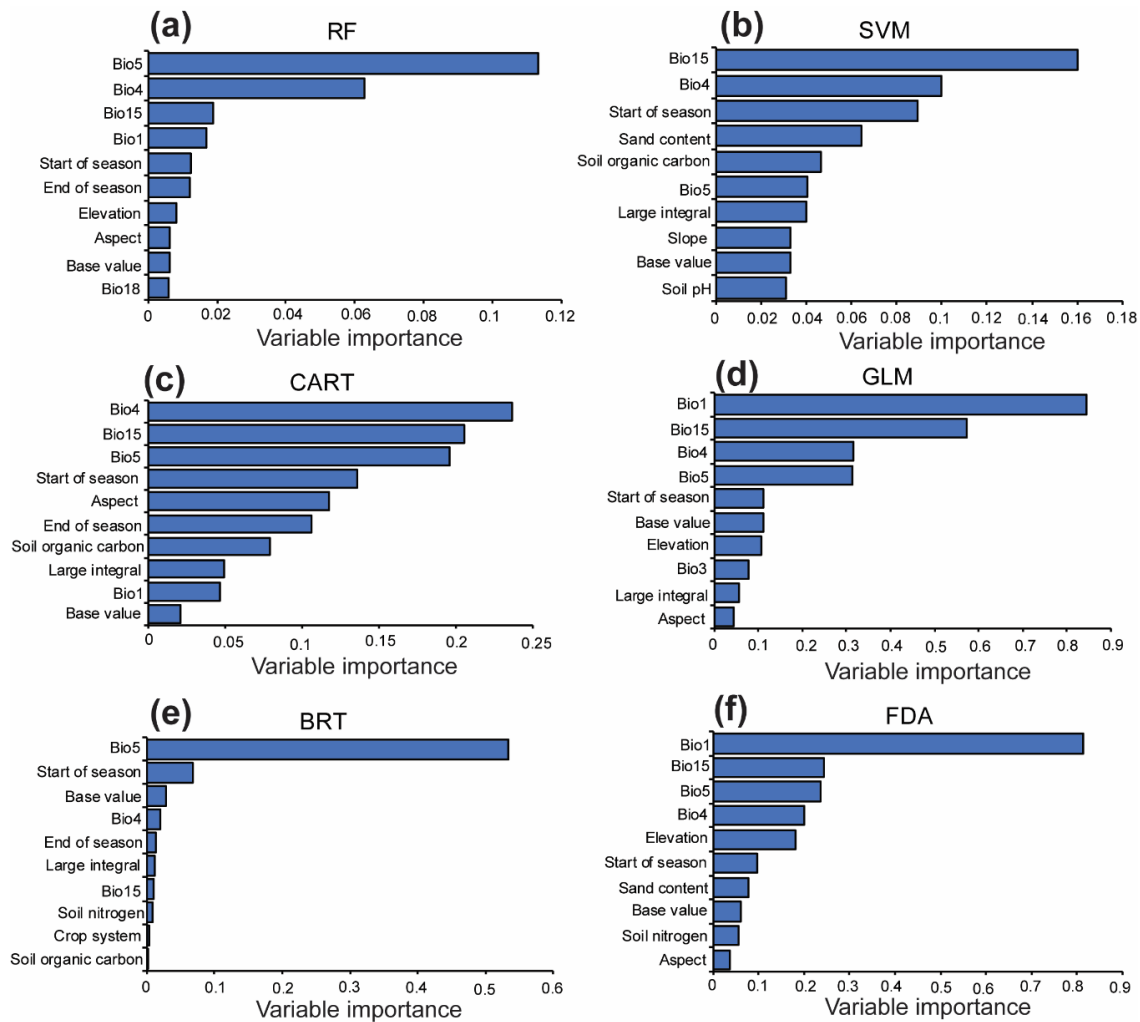 (a)
RF
Bio5
Bio4
Bio15
Bio1
Start of season
End of season
Elevation
Aspect
Base value
Bio18
0 0.02 0.04 0.06 0.08 0.1 0.12
Variable importance
(b)
SVM
Bio15
Bio4
Start of season
Sand content
Soil organic carbon
Bio5
Large integral
Slope
Base value
Soil pH
0 0.02 0.04 0.06 0.08 0.1 0.12 0.14 0.16 0.18
Variable importance
(c)
CART
Bio4
Bio15
Bio5
Start of season
Aspect
End of season
Soil organic carbon
Large integral
Bio1
Base value
0 0.05 0.1 0.15 0.2 0.25
Variable importance
(d)
GLM
Bio1
Bio15
Bio4
Bio5
Start of season
Base value
Elevation
Bio3
Large integral
Aspect
0 0.1 0.2 0.3 0.4 0.5 0.6 0.7 0.8 0.9
Variable importance
(e)
BRT
Bio5
Start of season
Base value
Bio4
End of season
Large integral
Bio15
Soil nitrogen
Crop system
Soil organic carbon
0 0.1 0.2 0.3 0.4 0.5 0.6
Variable importance
(f)
FDA
Bio1
Bio15
Bio5
Bio4
Elevation
Start of season
Sand content
Base value
Soil nitrogen
Aspect
0 0.1 0.2 0.3 0.4 0.5 0.6 0.7 0.8 0.9
Variable importance